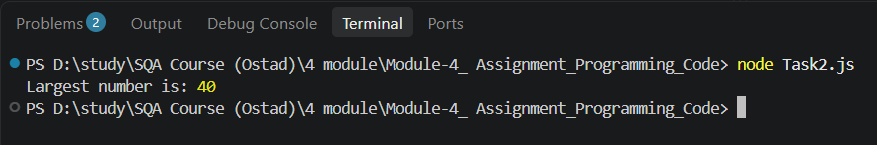 Problems 2 Output Debug Console Terminal Ports
PS D:\study\SQA Course (Ostad)\4 module\Module-4_ Assignment_Programming_Code> node Task2.js
Largest number is: 40
PS D:\study\SQA Course (Ostad)\4 module\Module-4_ Assignment_Programming_Code>